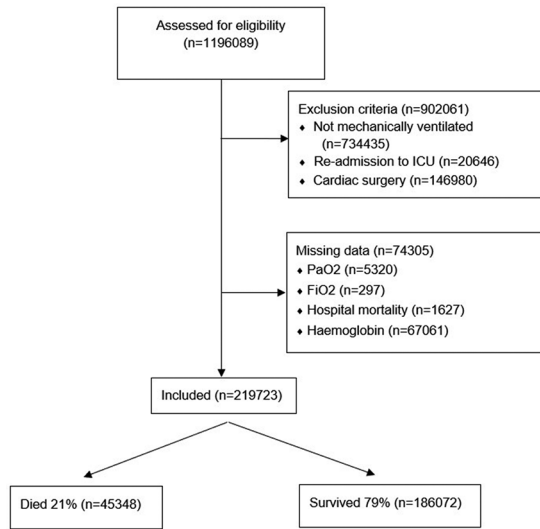 Assessed for eligibility
(n=1196089)
Exclusion criteria (n=902061)
♦ Not mechanically ventilated
(n=734435)
♦ Re-admission to ICU (n=20646)
♦ Cardiac surgery (n=146980)
Missing data (n=74305)
♦ PaO2 (n=5320)
♦ FiO2 (n=297)
♦ Hospital mortality (n=1627)
♦ Haemoglobin (n=67061)
Included (n=219723)
Died 21% (n=45348)
Survived 79% (n=186072)